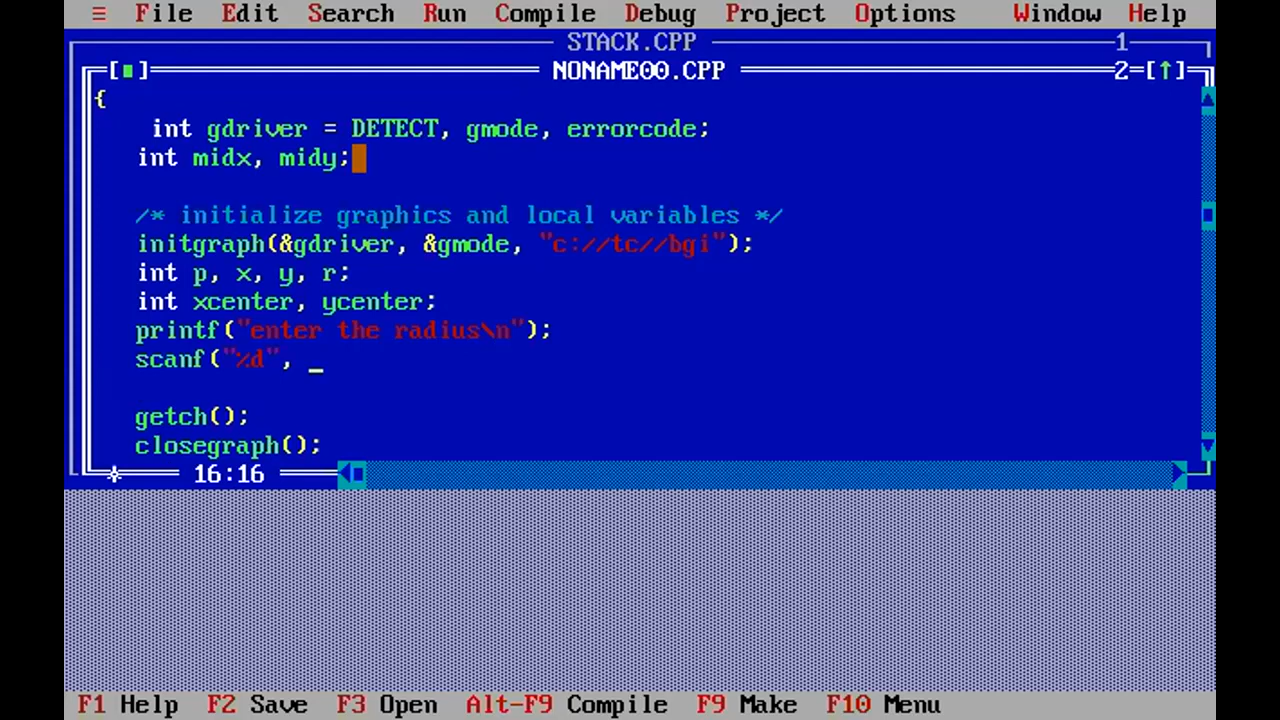 ≡ File Edit Search Run Compile Debug Project Options Window Help
STACK.CPP 1
[■] NONAME00.CPP 2=[↑]
{
int gdriver = DETECT, gmode, errorcode;
int midx, midy;
/* initialize graphics and local variables */
initgraph(&gdriver, &gmode, "c://tc//bgi");
int p, x, y, r;
int xcenter, ycenter;
printf("enter the radius\n");
scanf("%d", _
getch();
closegraph();
16:16
F1 Help F2 Save F3 Open Alt-F9 Compile F9 Make F10 Menu